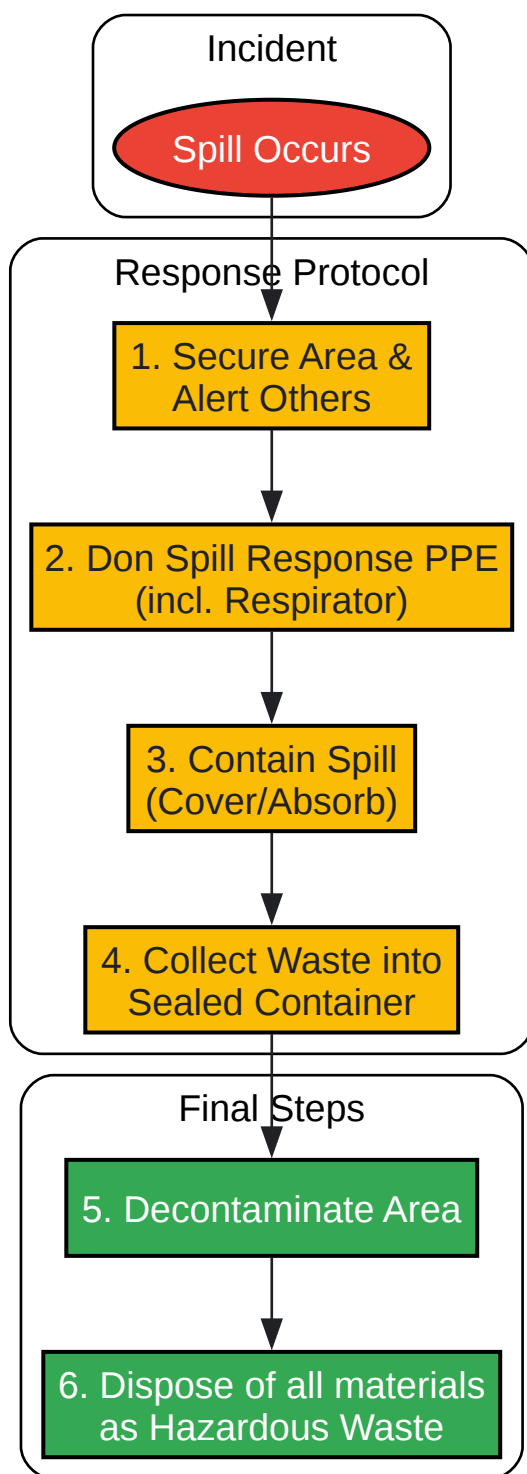 Incident
Spill Occurs
Response Protocol
1. Secure Area &
Alert Others
2. Don Spill Response PPE
(incl. Respirator)
3. Contain Spill
(Cover/Absorb)
4. Collect Waste into
Sealed Container
Final Steps
5. Decontaminate Area
6. Dispose of all materials
as Hazardous Waste